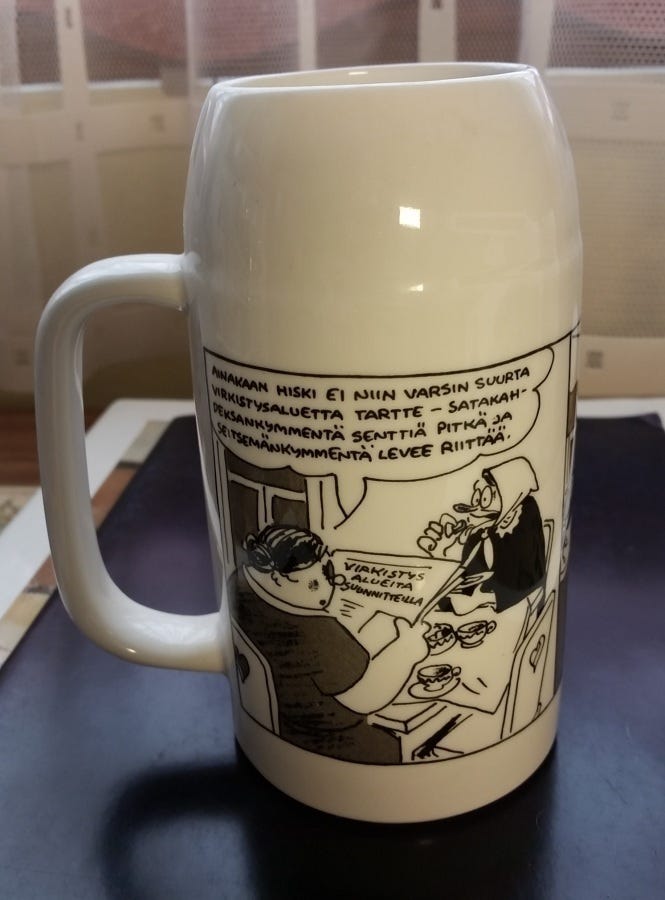 AINAKAAN HISKI EI NIIN VARSIN SUURTA
VIRKISTYSALUETTA TARTTE - SATAKAH-
DEKSANKYMMENTÄ SENTTIÄ PITKÄ JA
SEITSEMÄNKYMMENTÄ LEVEE RIITTÄÄ.
VIRKISTYS
ALUEITA
SUUNNITTEILLA